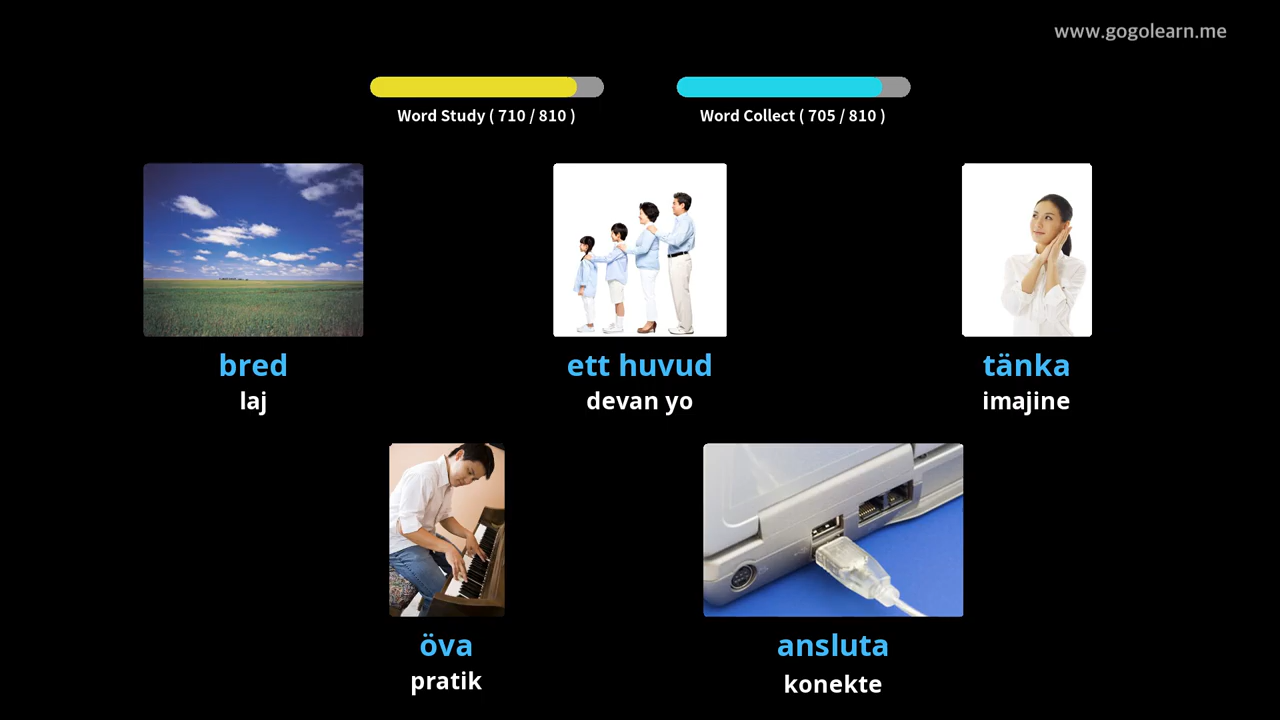 www.gogolearn.me
Word Study ( 710 / 810 )
Word Collect ( 705 / 810 )
bred
laj
ett huvud
devan yo
tänka
imajine
öva
pratik
ansluta
konekte